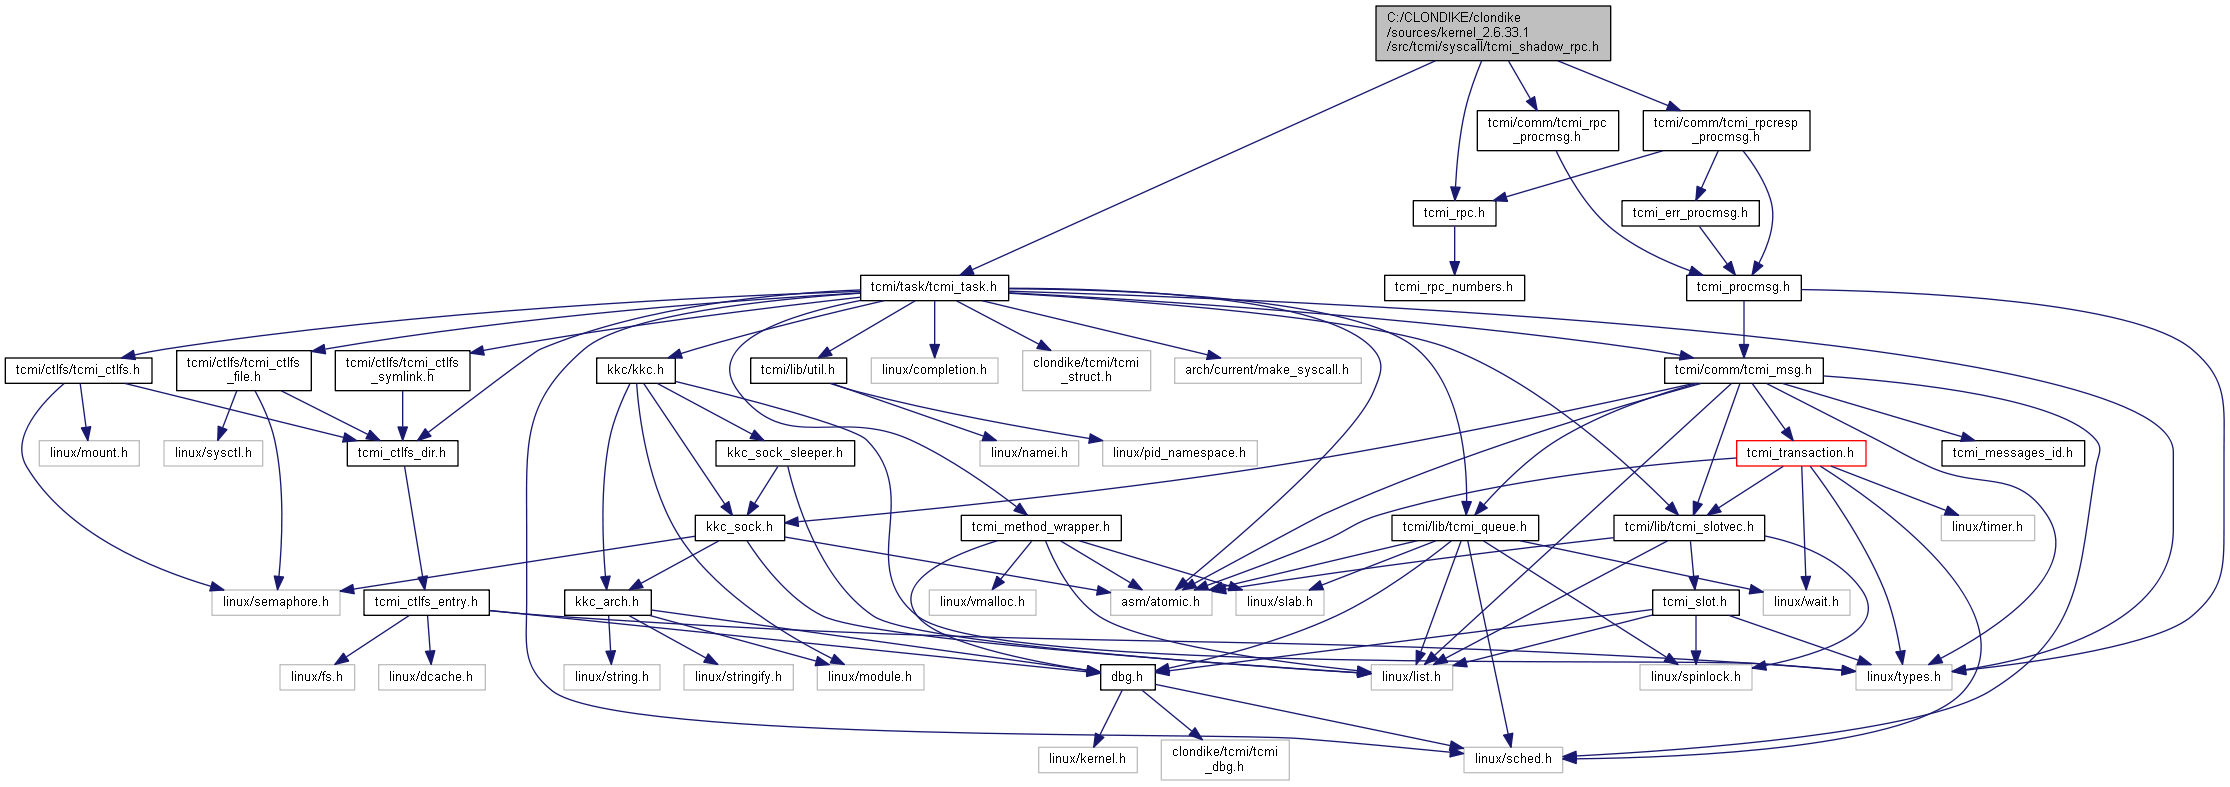 C:/CLONDIKE/clondike
/sources/kernel_2.6.33.1
/src/tcmi/syscall/tcmi_shadow_rpc.h
tcmi/comm/tcmi_rpc
_procmsg.h
tcmi/comm/tcmi_rpcresp
_procmsg.h
tcmi_rpc.h
tcmi_err_procmsg.h
tcmi/task/tcmi_task.h
tcmi_rpc_numbers.h
tcmi_procmsg.h
tcmi/ctlfs/tcmi_ctlfs.h
tcmi/ctlfs/tcmi_ctlfs
_file.h
tcmi/ctlfs/tcmi_ctlfs
_symlink.h
kkc/kkc.h
tcmi/lib/util.h
linux/completion.h
clondike/tcmi/tcmi
_struct.h
arch/current/make_syscall.h
tcmi/comm/tcmi_msg.h
linux/mount.h
linux/sysctl.h
tcmi_ctlfs_dir.h
kkc_sock_sleeper.h
linux/namei.h
linux/pid_namespace.h
tcmi_transaction.h
tcmi_messages_id.h
kkc_sock.h
tcmi_method_wrapper.h
tcmi/lib/tcmi_queue.h
tcmi/lib/tcmi_slotvec.h
linux/timer.h
linux/semaphore.h
tcmi_ctlfs_entry.h
kkc_arch.h
linux/vmalloc.h
asm/atomic.h
linux/slab.h
tcmi_slot.h
linux/wait.h
linux/fs.h
linux/dcache.h
linux/string.h
linux/stringify.h
linux/module.h
dbg.h
linux/list.h
linux/spinlock.h
linux/types.h
linux/kernel.h
clondike/tcmi/tcmi
_dbg.h
linux/sched.h